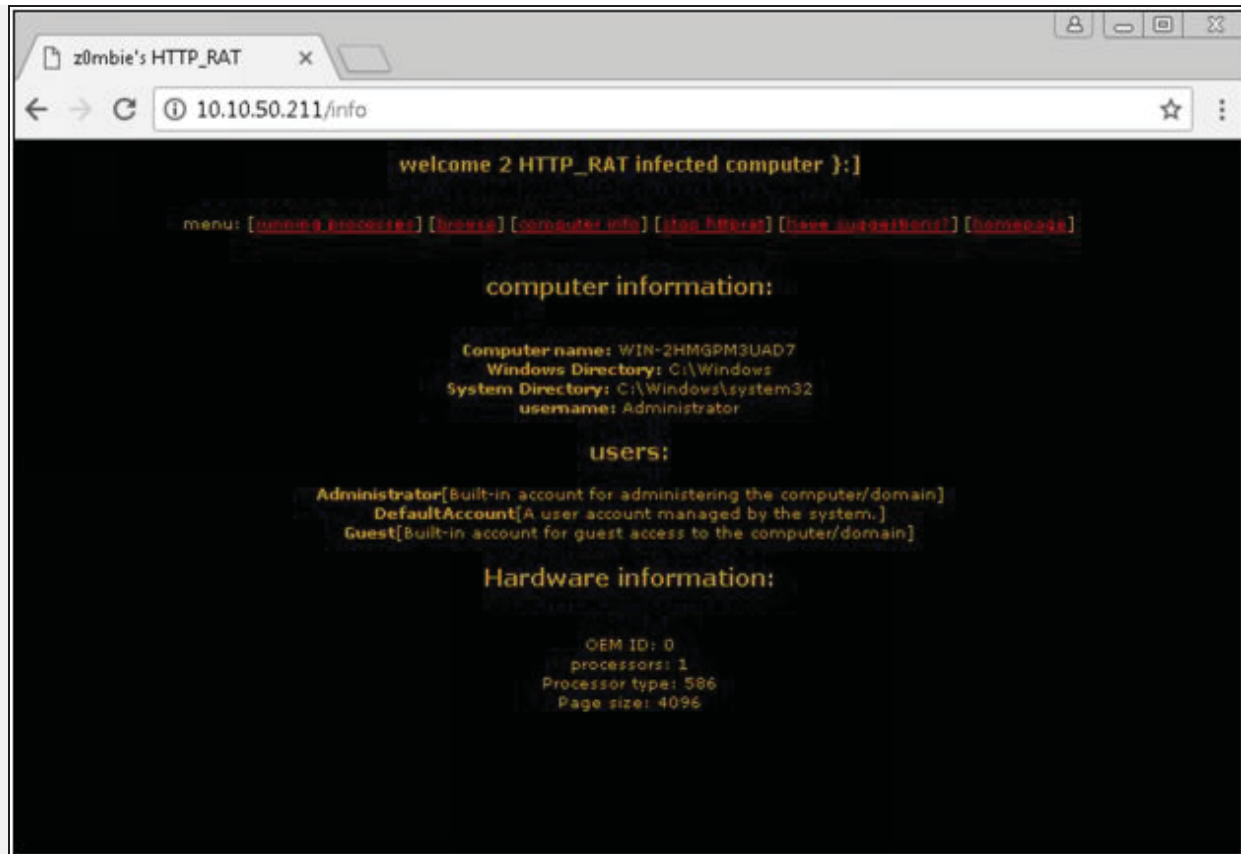 z0mbie's HTTP_RAT
10.10.50.211/info
welcome 2 HTTP_RAT infected computer }:]
menu: [running processes] [browse] [computer info] [stop httprat] [have suggestions?] [homepage]
computer information:
Computer name: WIN-2HMGPM3UAD7
Windows Directory: C:\Windows
System Directory: C:\Windows\system32
username: Administrator
users:
Administrator[Built-in account for administering the computer/domain]
DefaultAccount[A user account managed by the system.]
Guest[Built-in account for guest access to the computer/domain]
Hardware information:
OEM ID: 0
processors: 1
Processor type: 586
Page size: 4096